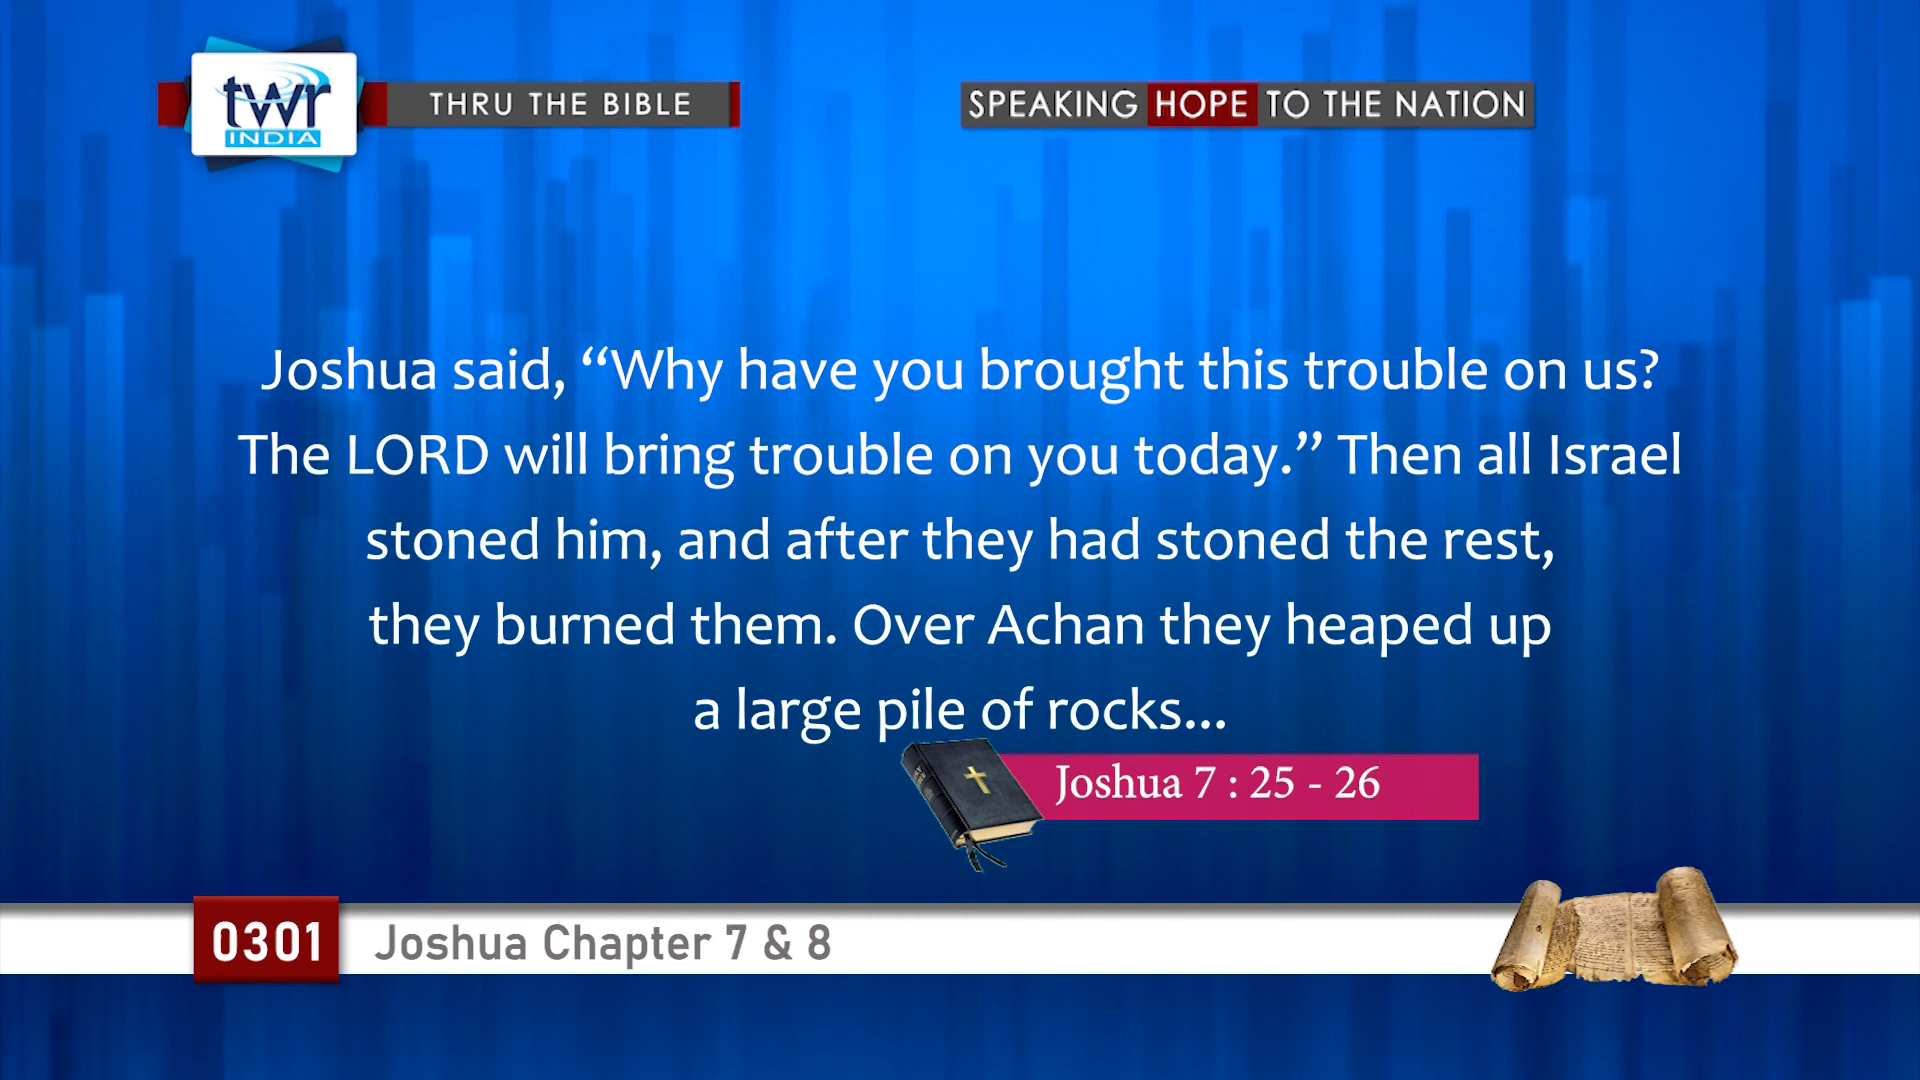 twr
INDIA
THRU THE BIBLE
SPEAKING HOPE TO THE NATION
Joshua said, “Why have you brought this trouble on us?
The LORD will bring trouble on you today.” Then all Israel
stoned him, and after they had stoned the rest,
they burned them. Over Achan they heaped up
a large pile of rocks...
Joshua 7 : 25 - 26
0301
Joshua Chapter 7 & 8